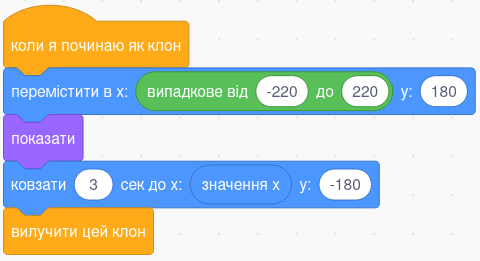 коли я починаю як клон
перемістити в x: випадкове від -220 до 220 y: 180
показати
ковзати 3 сек до x: значення x y: -180
вилучити цей клон